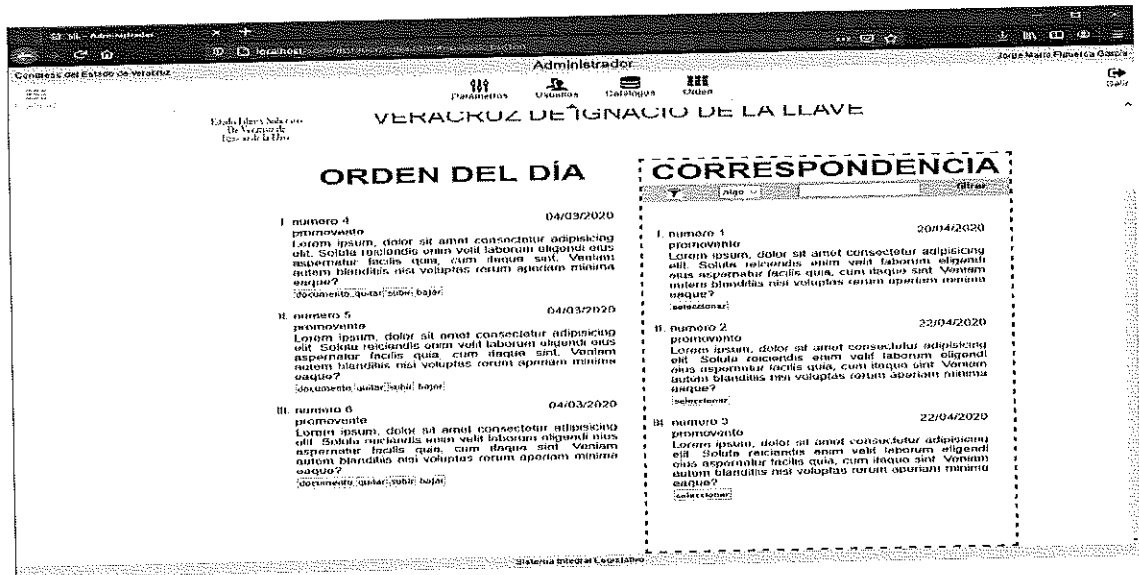 SIL - Administrador
localhost
Congreso del Estado de Veracruz
Administrador
Jorge Mario Figueroa García
Parámetros Usuarios Catálogos Orden
Salir
Estado Libre y Soberano
De Veracruz de
Ignacio de la Llave
VERACRUZ DE IGNACIO DE LA LLAVE
ORDEN DEL DÍA
I. numero 4 04/03/2020
promovente
Lorem ipsum, dolor sit amet consectetur adipisicing
elit. Soluta reiciendis enim velit laborum eligendi eius
aspernatur facilis quia, cum itaque sint. Veniam
autem blanditiis nisi voluptas rerum aperiam minima
eaque?
documento quitar subir bajar
II. numero 5 04/03/2020
promovente
Lorem ipsum, dolor sit amet consectetur adipisicing
elit. Soluta reiciendis enim velit laborum eligendi eius
aspernatur facilis quia, cum itaque sint. Veniam
autem blanditiis nisi voluptas rerum aperiam minima
eaque?
documento quitar subir bajar
III. numero 6 04/03/2020
promovente
Lorem ipsum, dolor sit amet consectetur adipisicing
elit. Soluta reiciendis enim velit laborum eligendi eius
aspernatur facilis quia, cum itaque sint. Veniam
autem blanditiis nisi voluptas rerum aperiam minima
eaque?
documento quitar subir bajar
CORRESPONDENCIA
algo filtrar
I. numero 1 20/04/2020
promovente
Lorem ipsum, dolor sit amet consectetur adipisicing
elit. Soluta reiciendis enim velit laborum eligendi
eius aspernatur facilis quia, cum itaque sint. Veniam
autem blanditiis nisi voluptas rerum aperiam minima
eaque?
seleccionar
II. numero 2 22/04/2020
promovente
Lorem ipsum, dolor sit amet consectetur adipisicing
elit. Soluta reiciendis enim velit laborum eligendi
eius aspernatur facilis quia, cum itaque sint. Veniam
autem blanditiis nisi voluptas rerum aperiam minima
eaque?
seleccionar
III. numero 3 22/04/2020
promovente
Lorem ipsum, dolor sit amet consectetur adipisicing
elit. Soluta reiciendis enim velit laborum eligendi
eius aspernatur facilis quia, cum itaque sint. Veniam
autem blanditiis nisi voluptas rerum aperiam minima
eaque?
seleccionar
Sistema Integral Legislativo